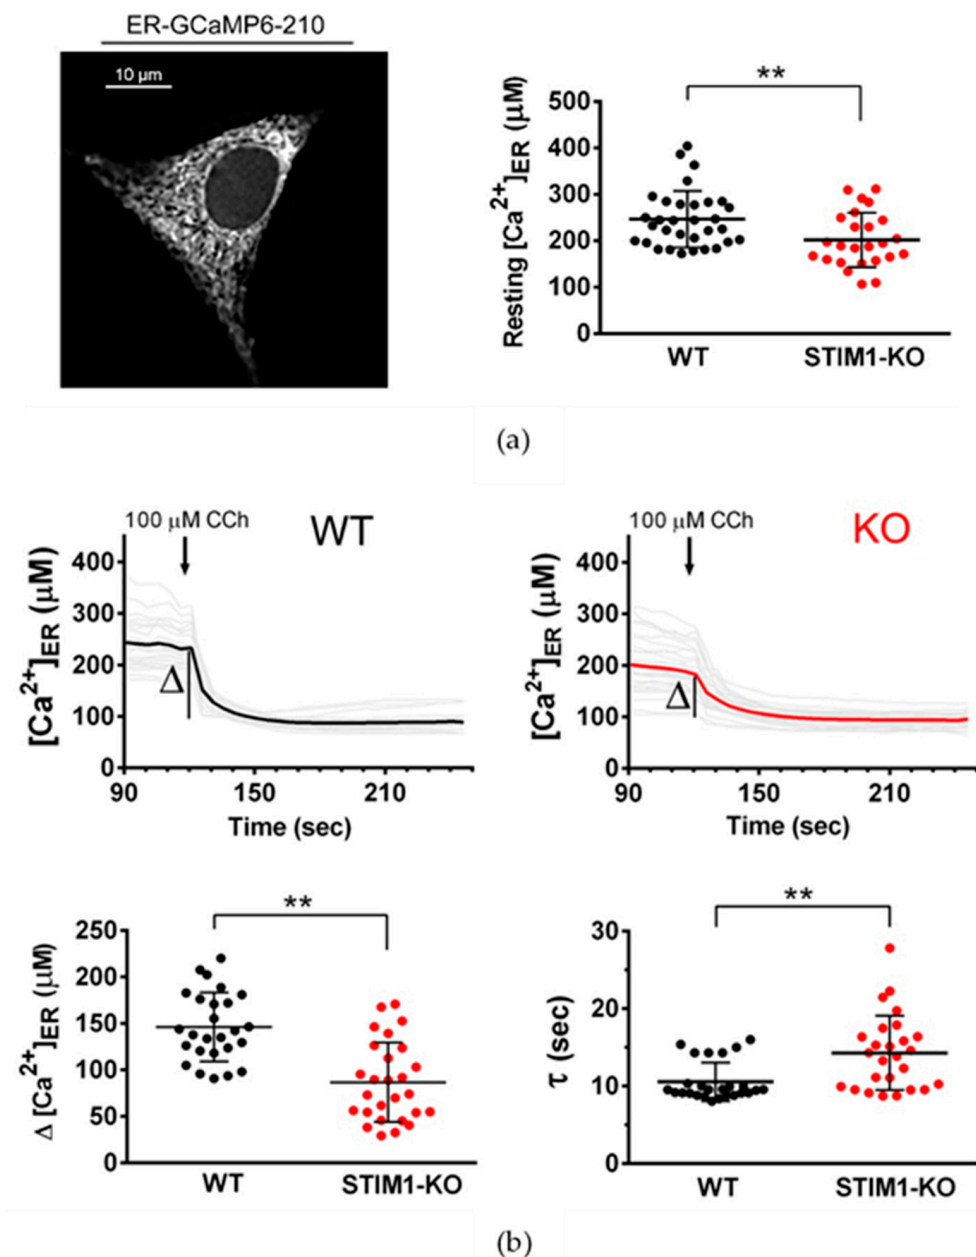 ER-GCaMP6-210
10 µm
Resting [Ca²⁺]ER (µM)
500
400
300
200
100
0
**
WT
STIM1-KO
(a)
100 µM CCh
WT
[Ca²⁺]ER (µM)
400
300
200
100
0
Δ
90
150
210
Time (sec)
100 µM CCh
KO
[Ca²⁺]ER (µM)
400
300
200
100
0
Δ
90
150
210
Time (sec)
Δ [Ca²⁺]ER (µM)
250
200
150
100
50
0
**
WT
STIM1-KO
τ (sec)
30
20
10
0
**
WT
STIM1-KO
(b)